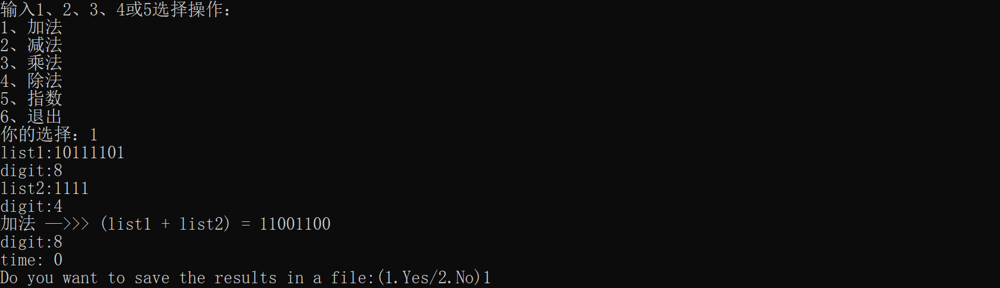 输入1、2、3、4或5选择操作：
1、加法
2、减法
3、乘法
4、除法
5、指数
6、退出
你的选择：1
list1:10111101
digit:8
list2:1111
digit:4
加法 —>>> (list1 + list2) = 11001100
digit:8
time: 0
Do you want to save the results in a file:(1.Yes/2.No)1